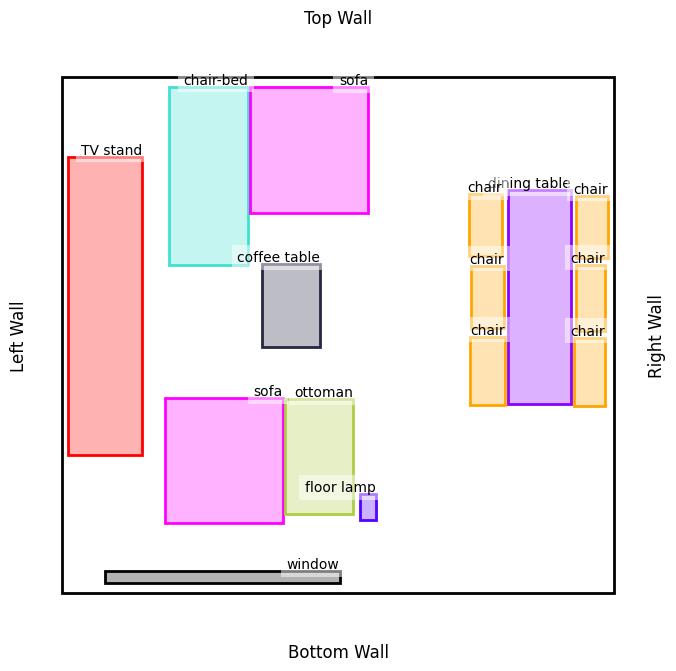 Top Wall
chair-bed
sofa
TV stand
dining table
chair
chair
coffee table
chair
chair
chair
chair
Left Wall
Right Wall
sofa
ottoman
floor lamp
window
Bottom Wall